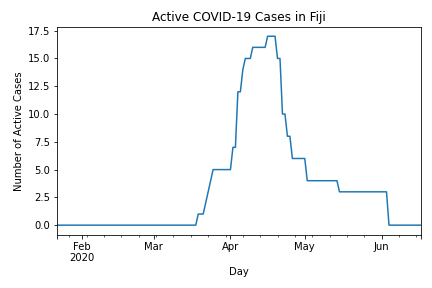 Active COVID-19 Cases in Fiji
17.5
15.0
12.5
10.0
7.5
5.0
2.5
0.0
Number of Active Cases
Feb Mar Apr May Jun
2020
Day